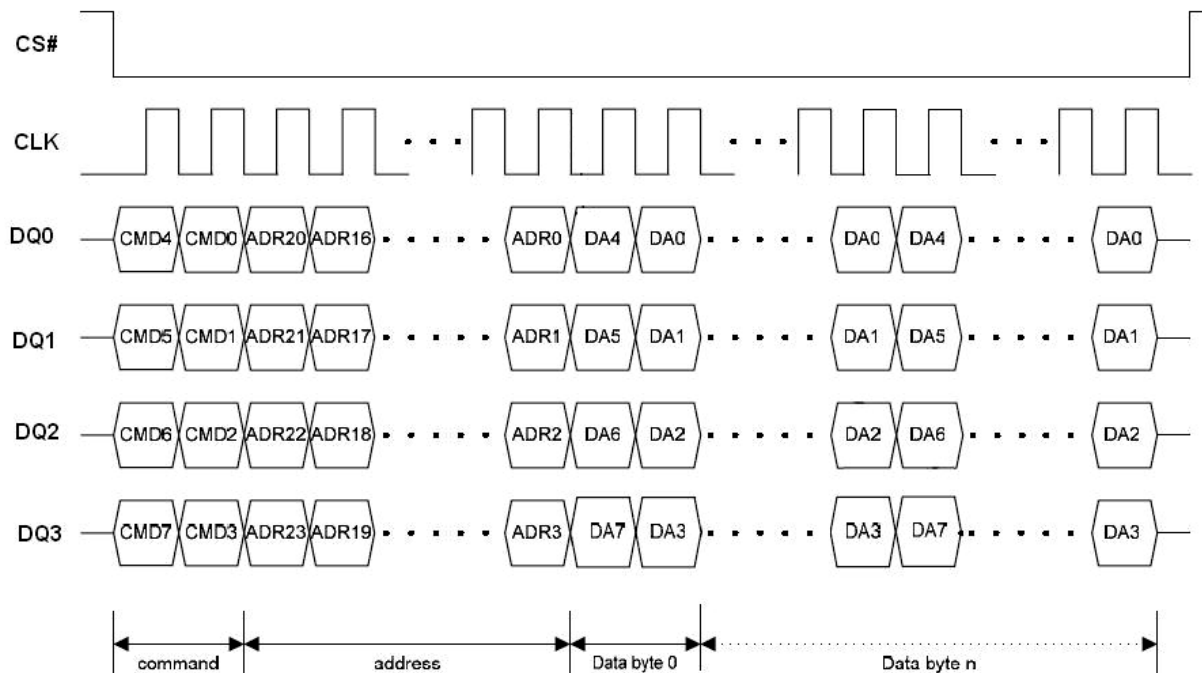 CS#
CLK
DQ0 CMD4 CMD0 ADR20 ADR16 ADR0 DA4 DA0 DA0 DA4 DA0
DQ1 CMD5 CMD1 ADR21 ADR17 ADR1 DA5 DA1 DA1 DA5 DA1
DQ2 CMD6 CMD2 ADR22 ADR18 ADR2 DA6 DA2 DA2 DA6 DA2
DQ3 CMD7 CMD3 ADR23 ADR19 ADR3 DA7 DA3 DA3 DA7 DA3
command address Data byte 0 Data byte n